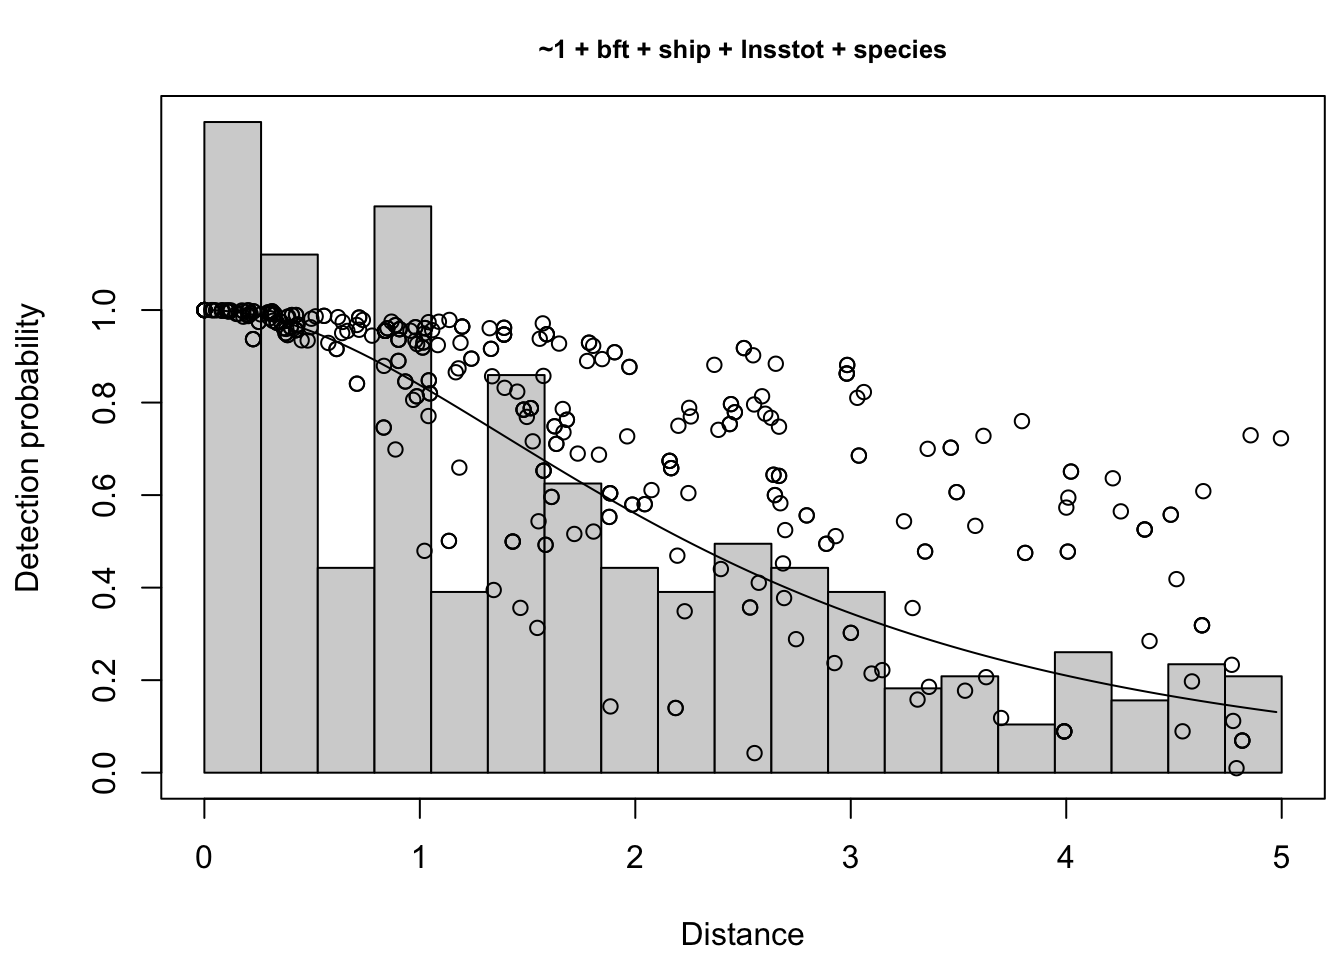 ~1 + bft + ship + lnsstot + species
Detection probability
1.0
0.8
0.6
0.4
0.2
0.0
0 1 2 3 4 5
Distance